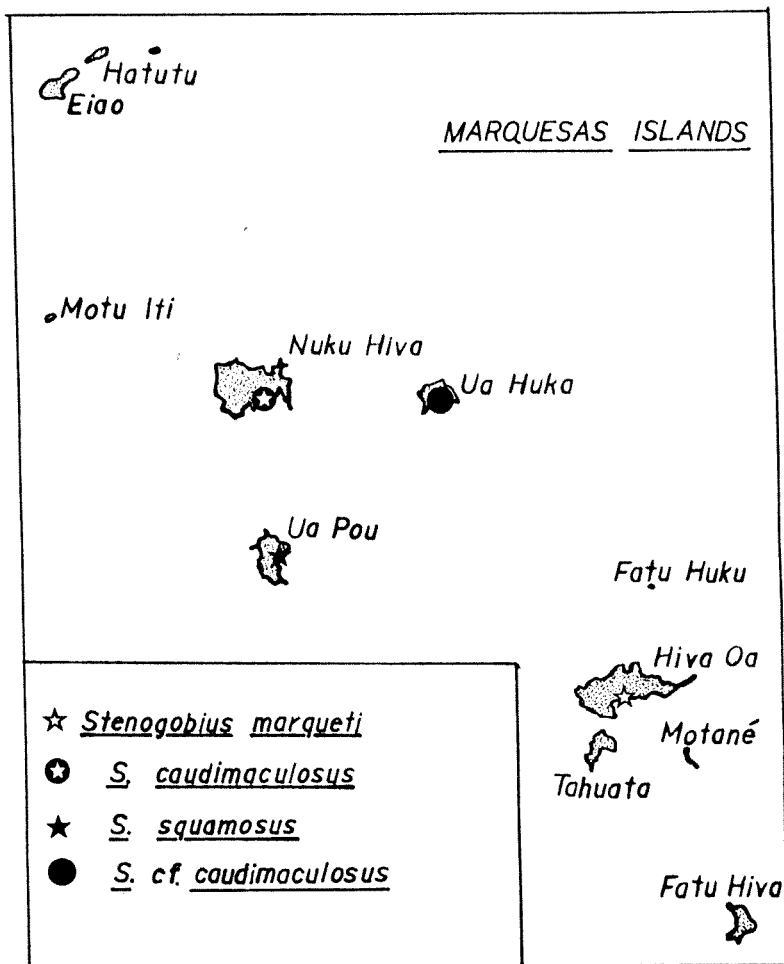 Hatutu
Eiao
MARQUESAS ISLANDS
Motu Iti
Nuku Hiva
Ua Huka
Ua Pou
Fatu Huku
Hiva Oa
Motané
Tahuata
Fatu Hiva
Stenogobius marqueti
S. caudimaculosus
S. squamosus
S. cf. caudimaculosus